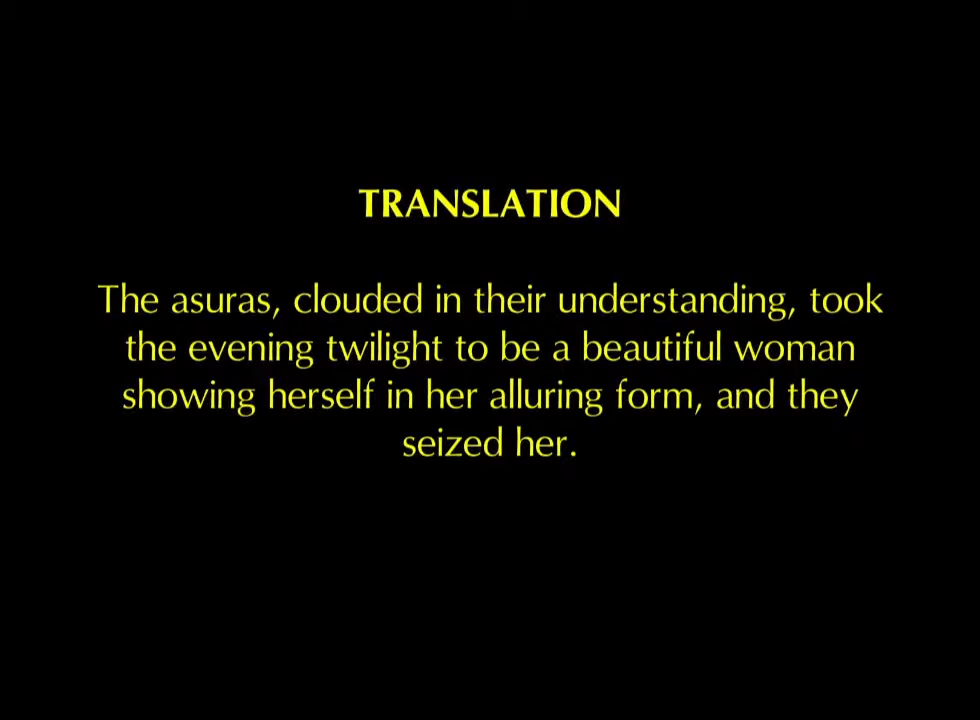 TRANSLATION
The asuras, clouded in their understanding, took
the evening twilight to be a beautiful woman
showing herself in her alluring form, and they
seized her.